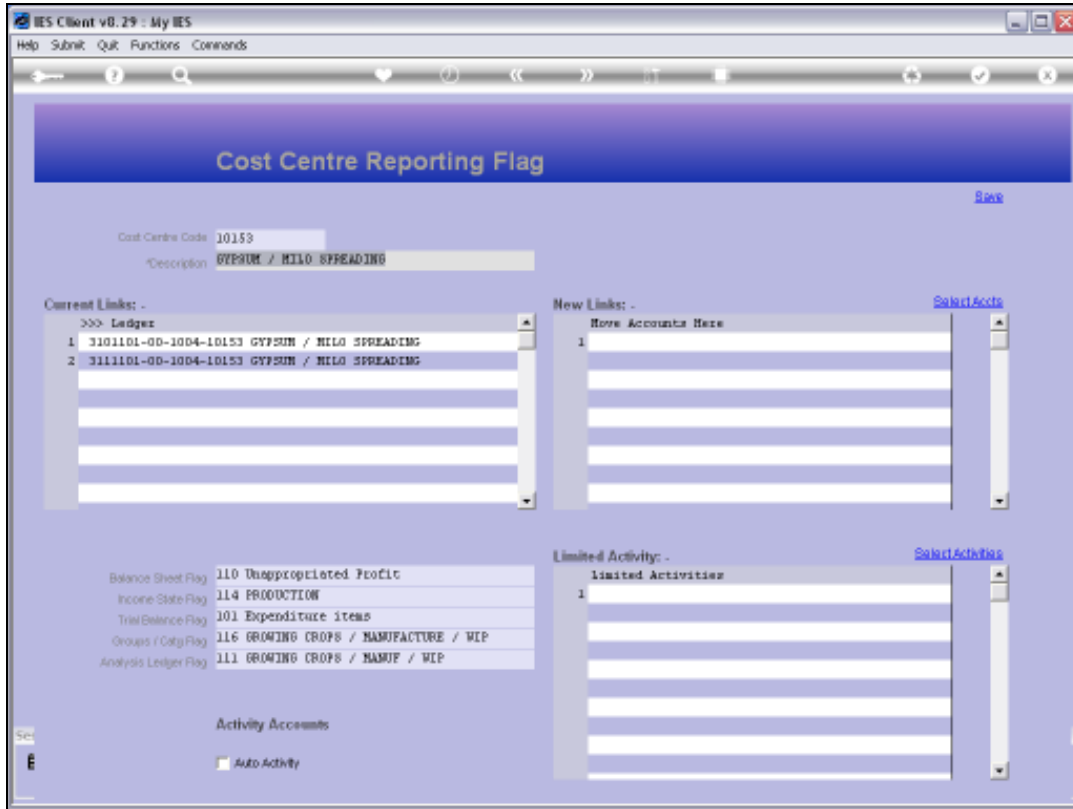 IES Client v8.29 : My IES
Help Submit Quit Functions Commands
Cost Centre Reporting Flag
Save
Cost Centre Code 10153
*Description GYPSUM / MILO SPREADING
Current Links: -
>>> Ledger
1 3101101-00-1004-10153 GYPSUM / MILO SPREADING
2 3111101-00-1004-10153 GYPSUM / MILO SPREADING
New Links: -
Select Accts
Move Accounts Here
1
Balance Sheet Flag 110 Unappropriated Profit
Income State Flag 114 PRODUCTION
Trial Balance Flag 101 Expenditure items
Groups / Catg Flag 116 GROWING CROPS / MANUFACTURE / WIP
Analysis Ledger Flag 111 GROWING CROPS / MANUF / WIP
Limited Activity: -
Select Activities
Limited Activities
1
Activity Accounts
Auto Activity